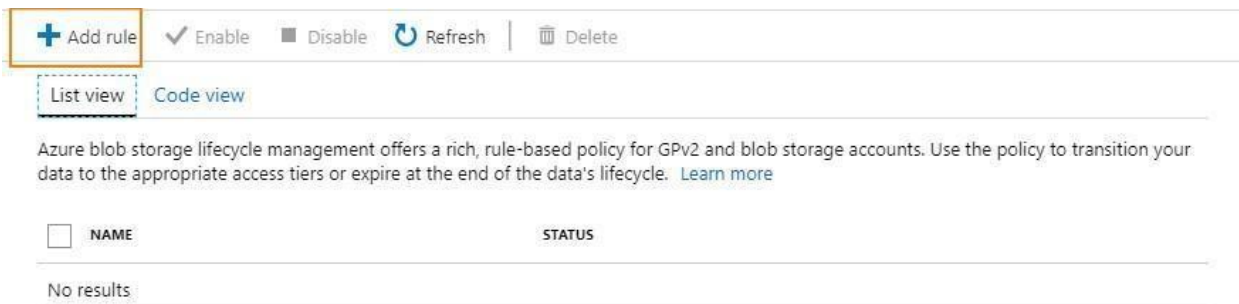 Add rule Enable Disable Refresh Delete
List view Code view
Azure blob storage lifecycle management offers a rich, rule-based policy for GPv2 and blob storage accounts. Use the policy to transition your
data to the appropriate access tiers or expire at the end of the data's lifecycle. Learn more
NAME STATUS
No results